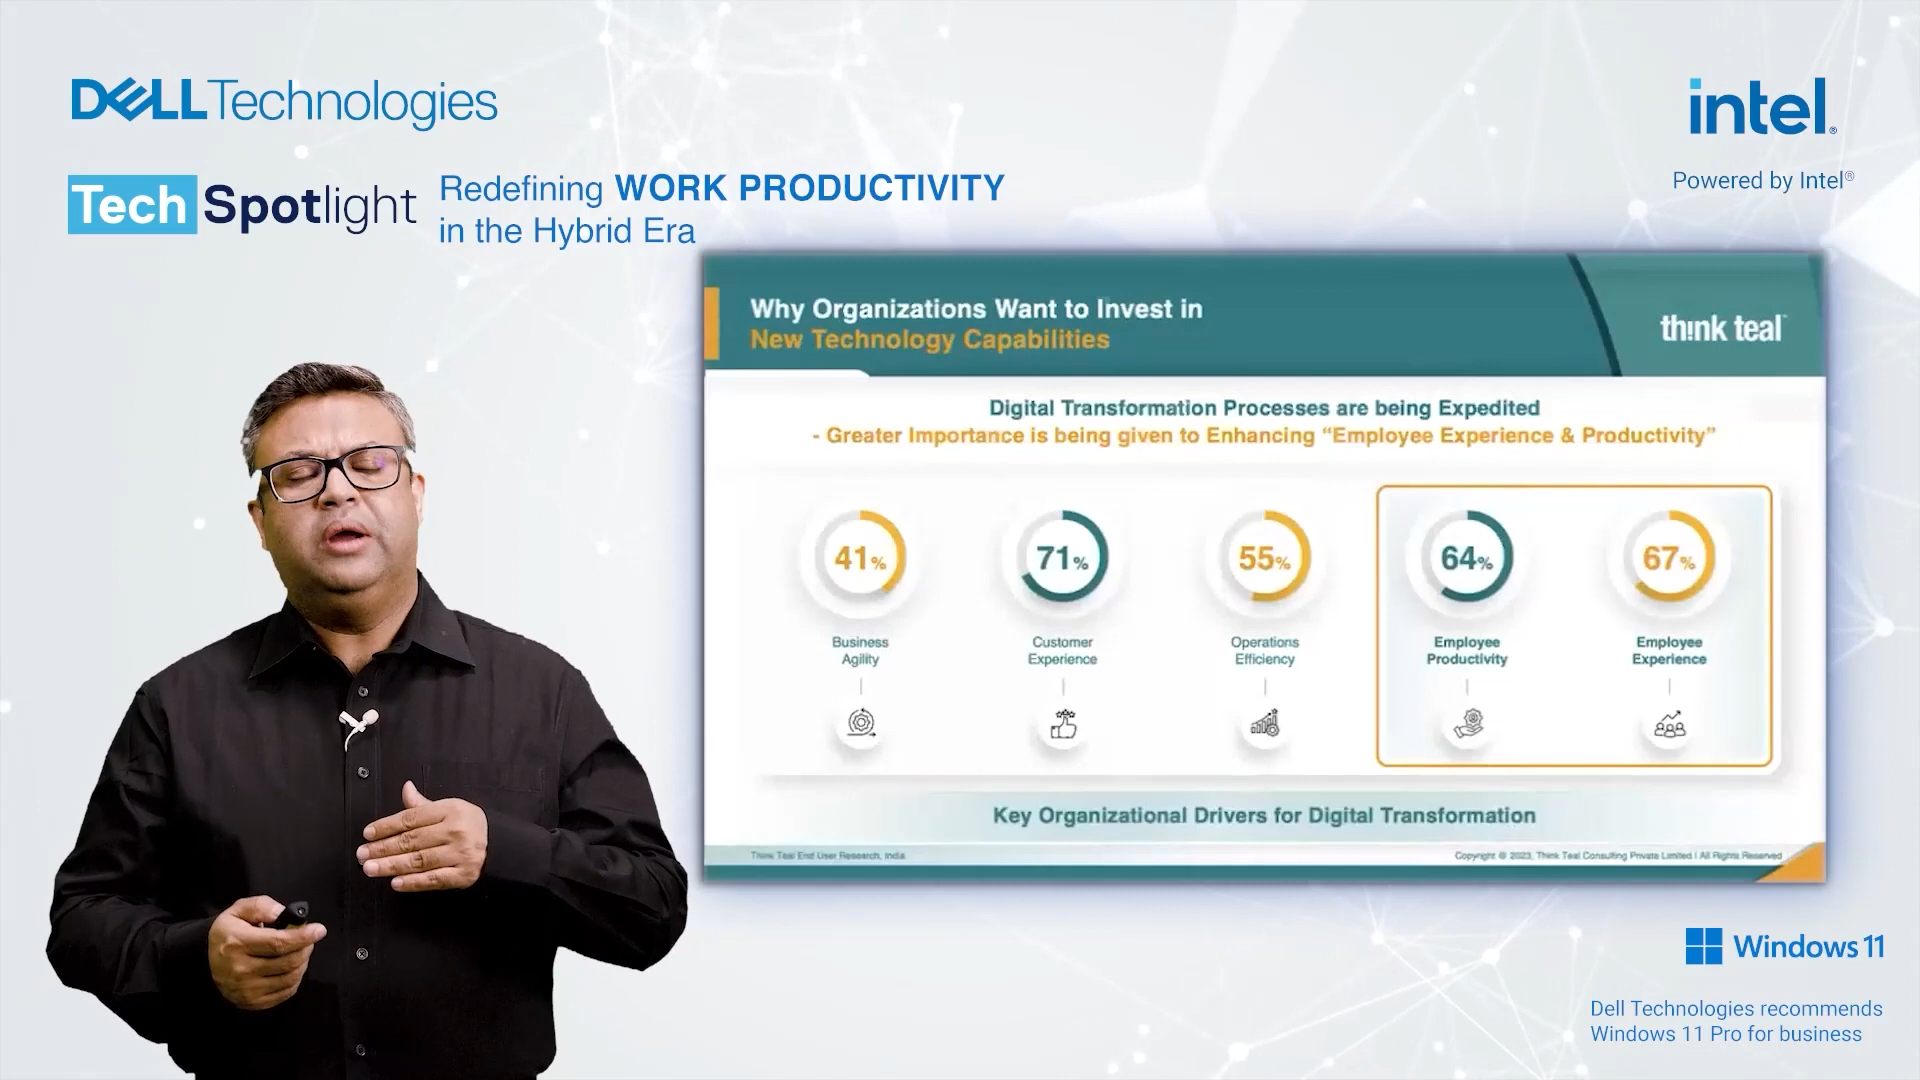 DELL Technologies
Tech Spotlight
Redefining WORK PRODUCTIVITY
in the Hybrid Era
intel®
Powered by Intel®
Why Organizations Want to Invest in
New Technology Capabilities
think teal
Digital Transformation Processes are being Expedited
- Greater Importance is being given to Enhancing “Employee Experience & Productivity”
41%
71%
55%
64%
67%
Business
Agility
Customer
Experience
Operations
Efficiency
Employee
Productivity
Employee
Experience
Key Organizational Drivers for Digital Transformation
Think Teal End User Research, India.
Copyright © 2023, Think Teal Consulting Private Limited | All Rights Reserved
Windows 11
Dell Technologies recommends
Windows 11 Pro for business